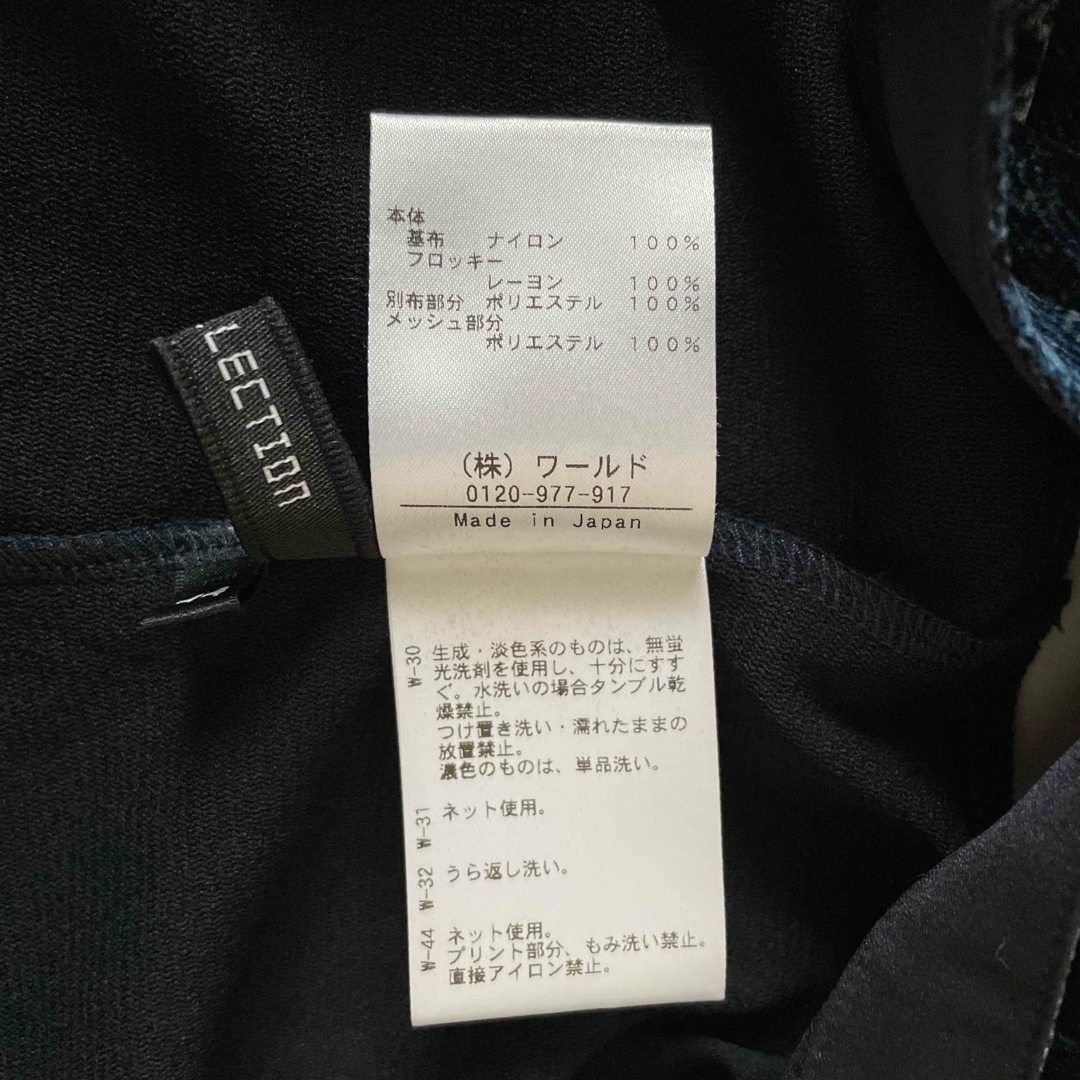 本体
基布 ナイロン 100%
フロッキー
レーヨン 100%
別布部分 ポリエステル 100%
メッシュ部分
ポリエステル 100%
(株) ワールド
0120-977-917
Made in Japan
LECTION
W-30 生成・淡色系のものは、無蛍
光洗剤を使用し、十分にすす
ぐ。水洗いの場合タンブル乾
燥禁止。
つけ置き洗い・濡れたままの
放置禁止。
濃色のものは、単品洗い。
W-31 ネット使用。
W-32 うら返し洗い。
W-44 ネット使用。
プリント部分、もみ洗い禁止。
直接アイロン禁止。